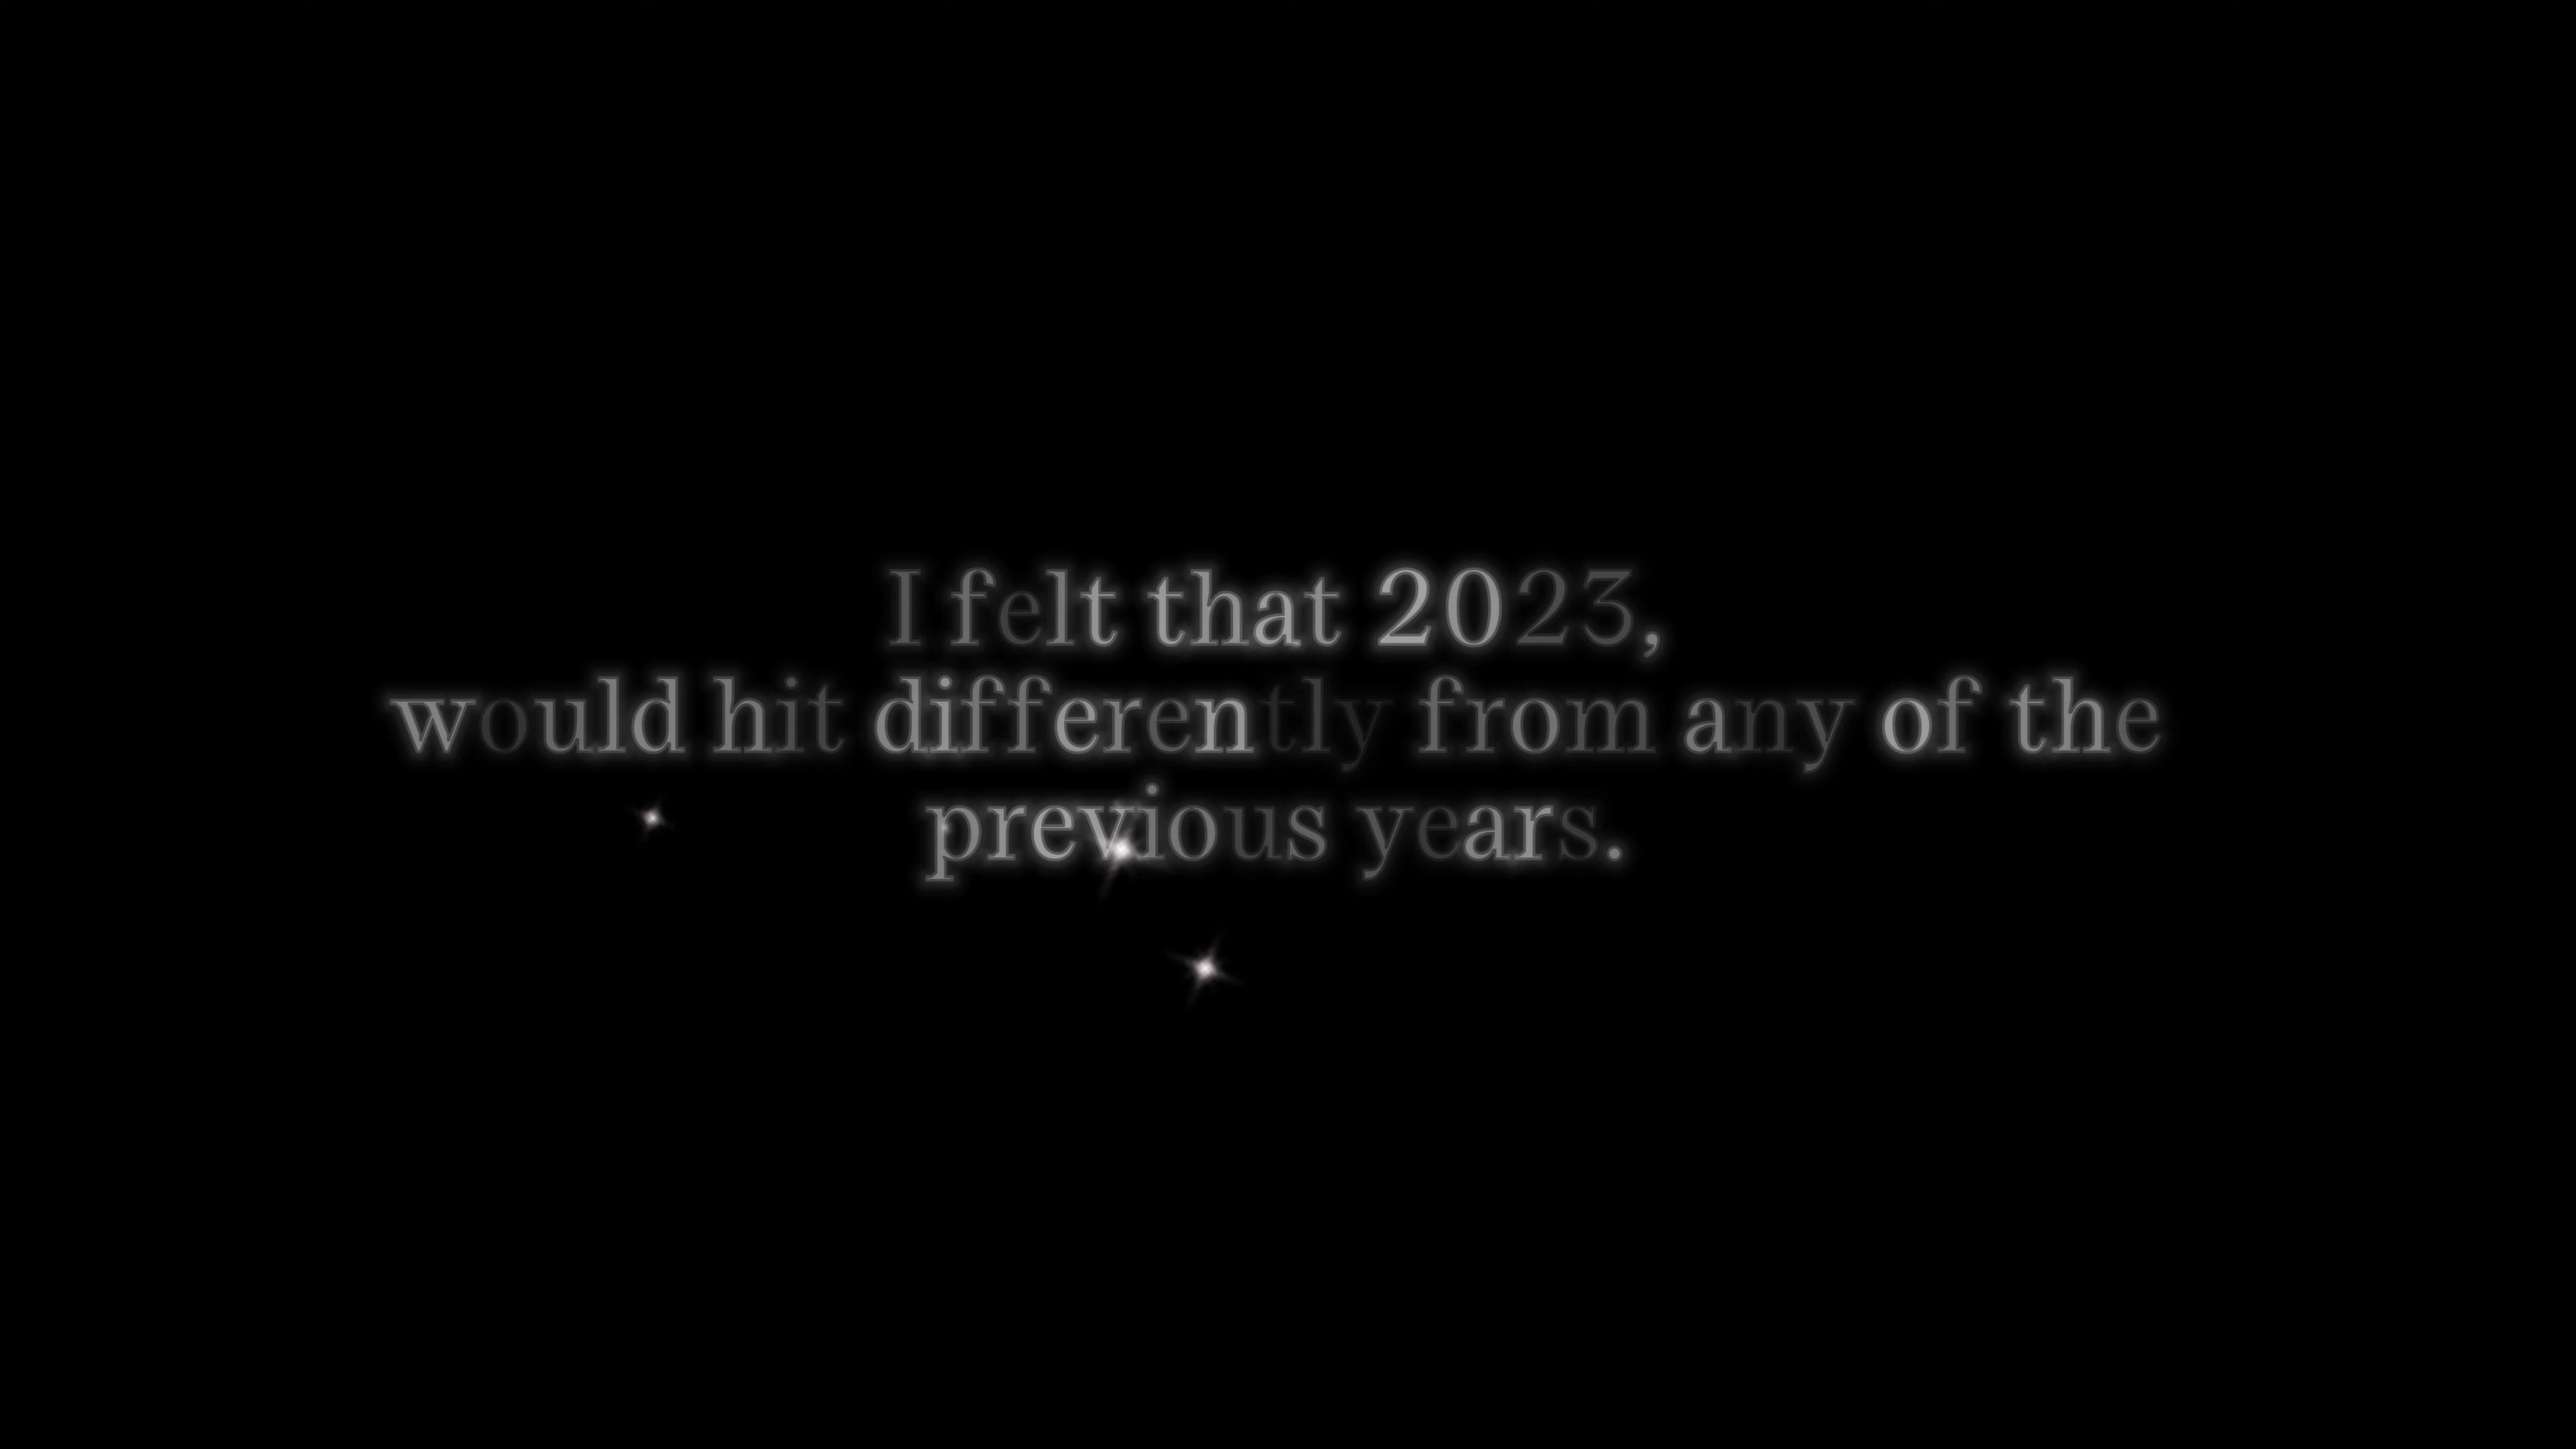 I felt that 2023,
would hit differently from any of the
previous years.